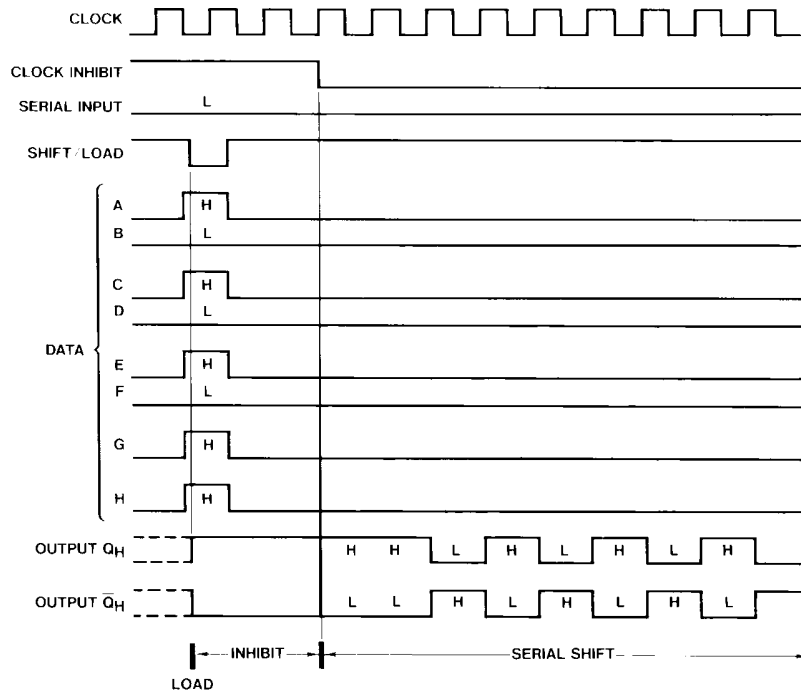 CLOCK
CLOCK INHIBIT
SERIAL INPUT L
SHIFT/LOAD
DATA
A H
B L
C H
D L
E H
F L
G H
H H
OUTPUT QH H H L H L H L H
OUTPUT Q̅H L L H L H L H L
INHIBIT SERIAL SHIFT
LOAD